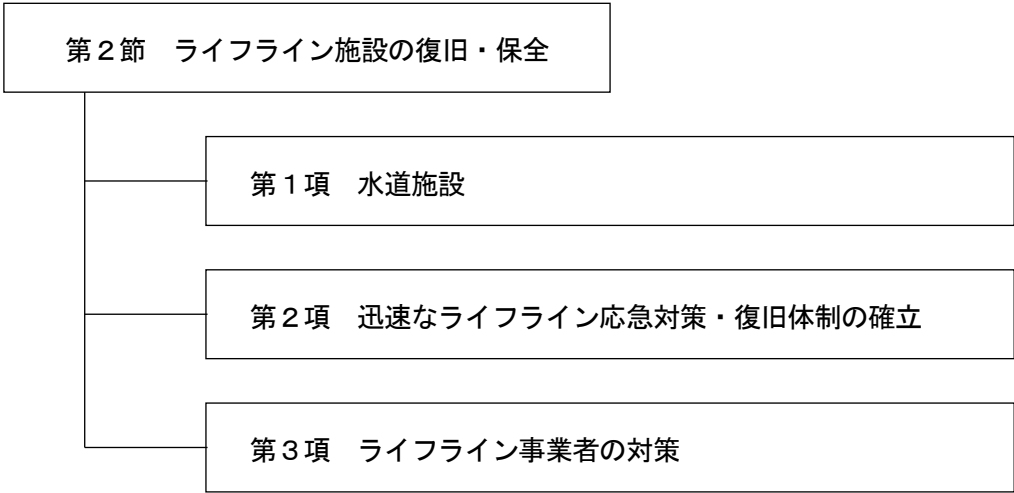 第２節　ライフライン施設の復旧・保全
第１項　水道施設
第２項　迅速なライフライン応急対策・復旧体制の確立
第３項　ライフライン事業者の対策